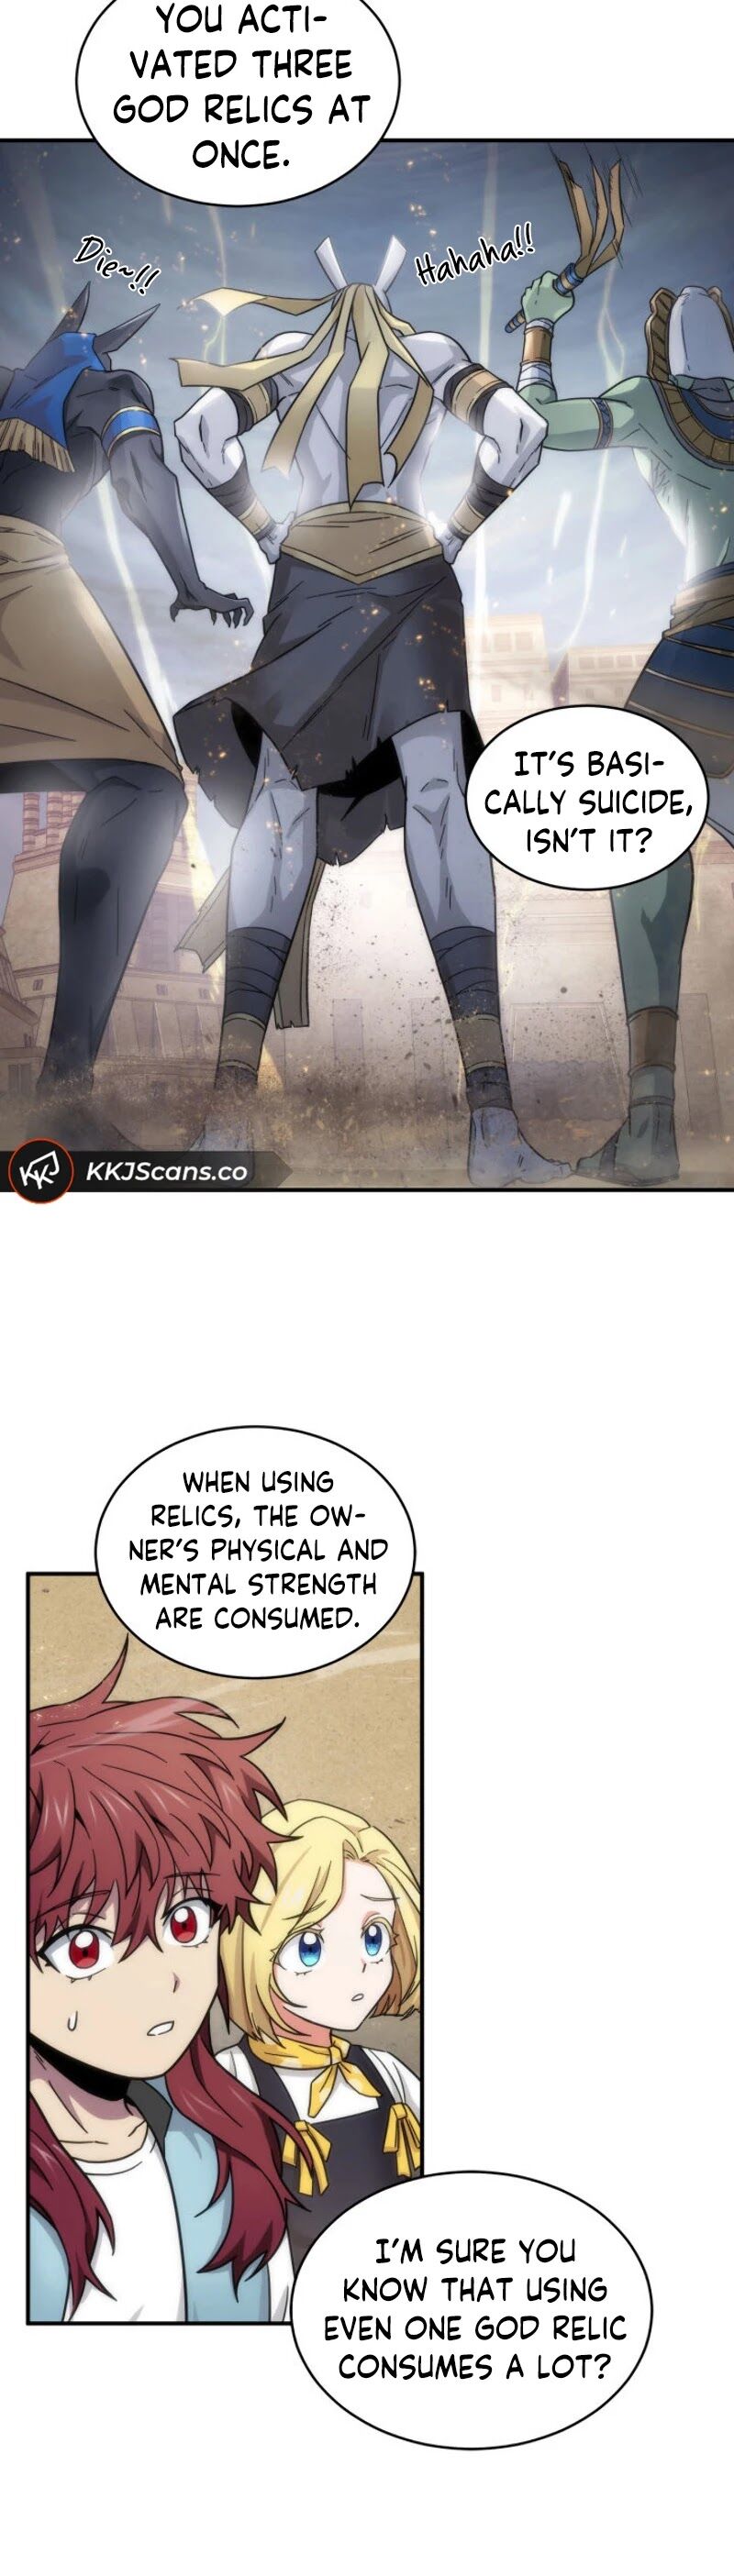 YOU ACTI-
VATED THREE
GOD RELICS AT
ONCE.
Die~!!
Hahaha!!
IT'S BASI-
CALLY SUICIDE,
ISN'T IT?
KKJ KKJScans.co
WHEN USING
RELICS, THE OW-
NER'S PHYSICAL AND
MENTAL STRENGTH
ARE CONSUMED.
I'M SURE YOU
KNOW THAT USING
EVEN ONE GOD RELIC
CONSUMES A LOT?